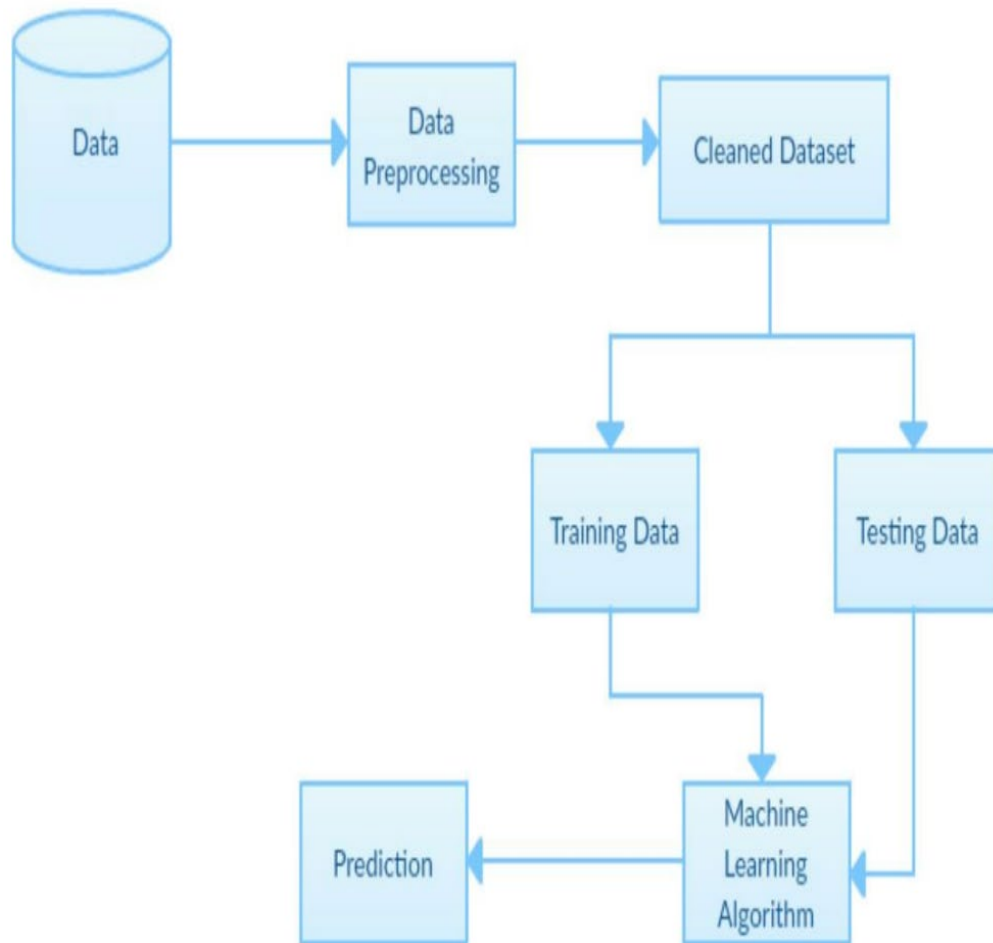 Data
Data
Preprocessing
Cleaned Dataset
Training Data
Testing Data
Machine
Learning
Algorithm
Prediction